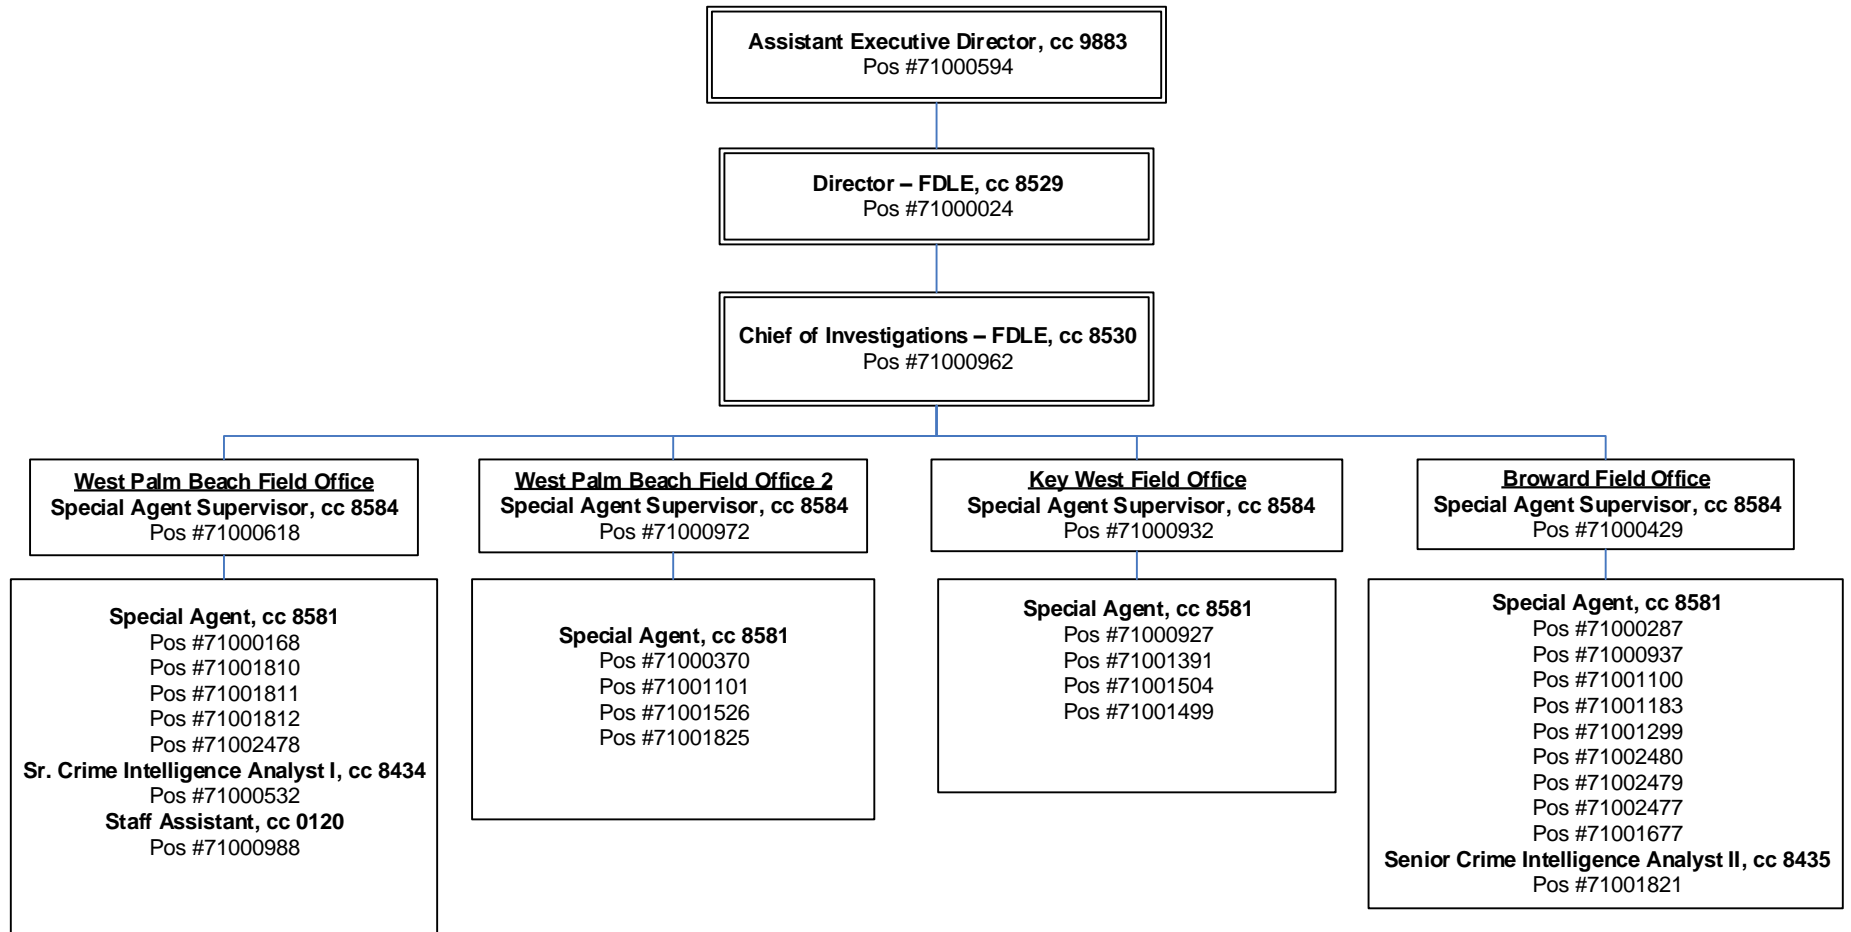 Assistant Executive Director, cc 9883
Pos #71000594
Director – FDLE, cc 8529
Pos #71000024
Chief of Investigations – FDLE, cc 8530
Pos #71000962
West Palm Beach Field Office
Special Agent Supervisor, cc 8584
Pos #71000618
West Palm Beach Field Office 2
Special Agent Supervisor, cc 8584
Pos #71000972
Key West Field Office
Special Agent Supervisor, cc 8584
Pos #71000932
Broward Field Office
Special Agent Supervisor, cc 8584
Pos #71000429
Special Agent, cc 8581
Pos #71000168
Pos #71001810
Pos #71001811
Pos #71001812
Pos #71002478
Sr. Crime Intelligence Analyst I, cc 8434
Pos #71000532
Staff Assistant, cc 0120
Pos #71000988
Special Agent, cc 8581
Pos #71000370
Pos #71001101
Pos #71001526
Pos #71001825
Special Agent, cc 8581
Pos #71000927
Pos #71001391
Pos #71001504
Pos #71001499
Special Agent, cc 8581
Pos #71000287
Pos #71000937
Pos #71001100
Pos #71001183
Pos #71001299
Pos #71002480
Pos #71002479
Pos #71002477
Pos #71001677
Senior Crime Intelligence Analyst II, cc 8435
Pos #71001821